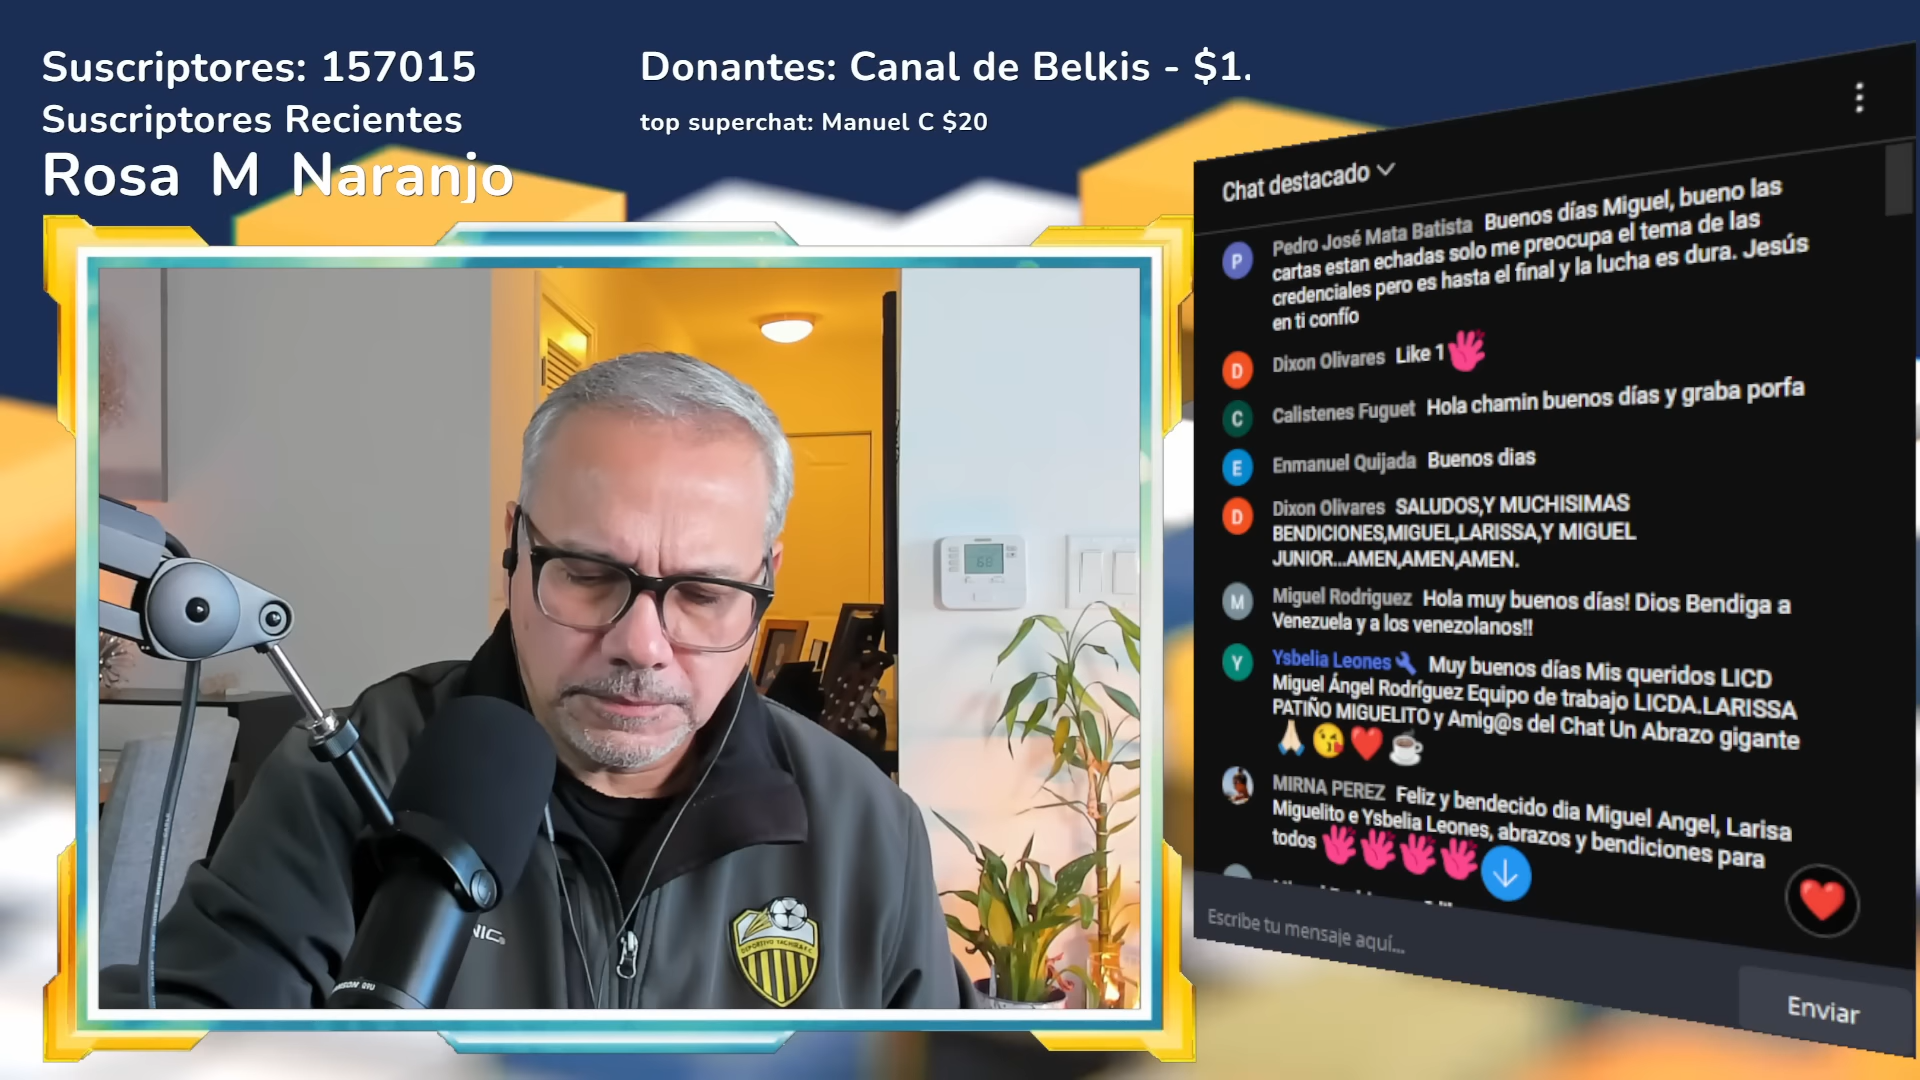 Suscriptores: 157015
Suscriptores Recientes
Rosa M Naranjo
Donantes: Canal de Belkis - $1.
top superchat: Manuel C $20
Chat destacado
P Pedro José Mata Batista Buenos días Miguel, bueno las
cartas estan echadas solo me preocupa el tema de las
credenciales pero es hasta el final y la lucha es dura. Jesús
en ti confío
D Dixon Olivares Like 1
C Calistenes Fuguet Hola chamin buenos días y graba porfa
E Enmanuel Quijada Buenos dias
D Dixon Olivares SALUDOS,Y MUCHISIMAS
BENDICIONES,MIGUEL,LARISSA,Y MIGUEL
JUNIOR...AMEN,AMEN,AMEN.
M Miguel Rodriguez Hola muy buenos días! Dios Bendiga a
Venezuela y a los venezolanos!!
Y Ysbelia Leones Muy buenos días Mis queridos LICD
Miguel Ángel Rodríguez Equipo de trabajo LICDA.LARISSA
PATIÑO MIGUELITO y Amig@s del Chat Un Abrazo gigante
🙏🏻😘❤️☕
MIRNA PEREZ Feliz y bendecido dia Miguel Angel, Larisa
Miguelito e Ysbelia Leones, abrazos y bendiciones para
todos
Escribe tu mensaje aquí...
Enviar
68
DEPORTIVO TACHIRA F.C.